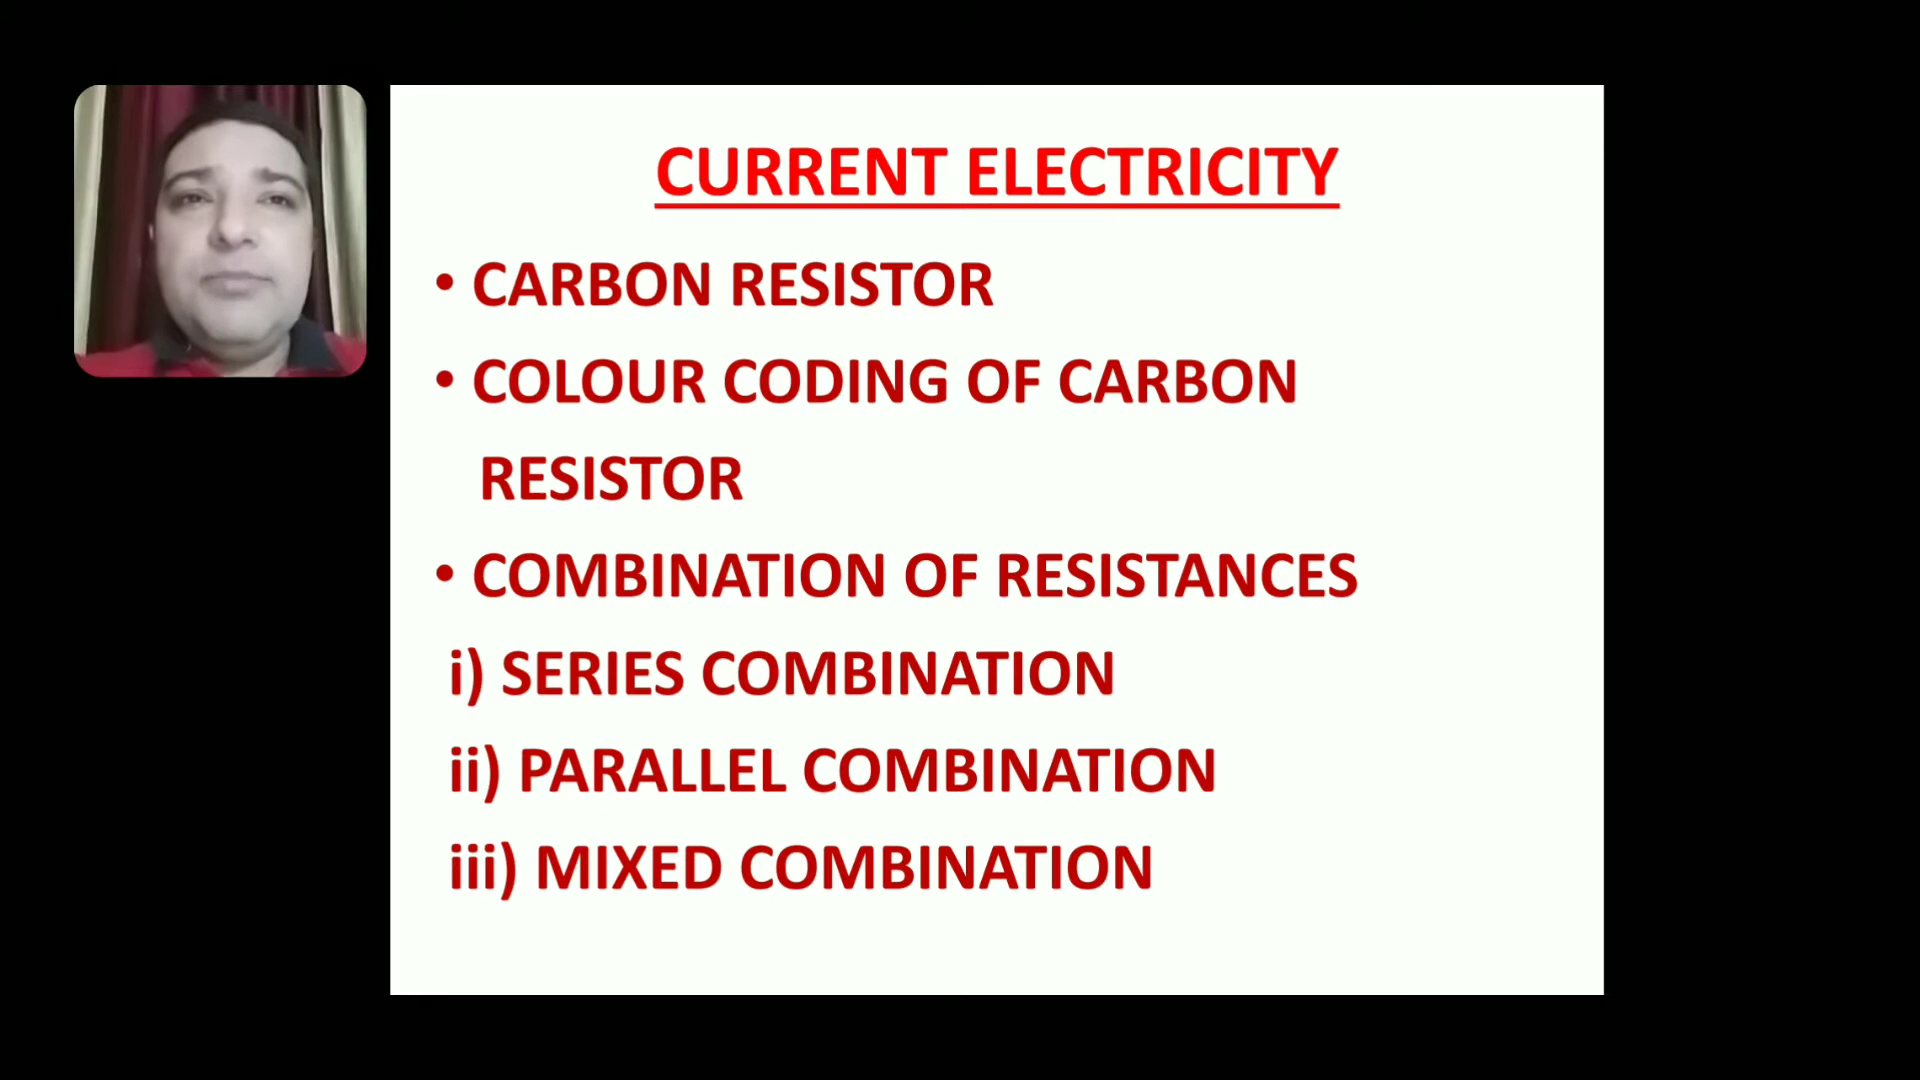 CURRENT ELECTRICITY
• CARBON RESISTOR
• COLOUR CODING OF CARBON
RESISTOR
• COMBINATION OF RESISTANCES
i) SERIES COMBINATION
ii) PARALLEL COMBINATION
iii) MIXED COMBINATION